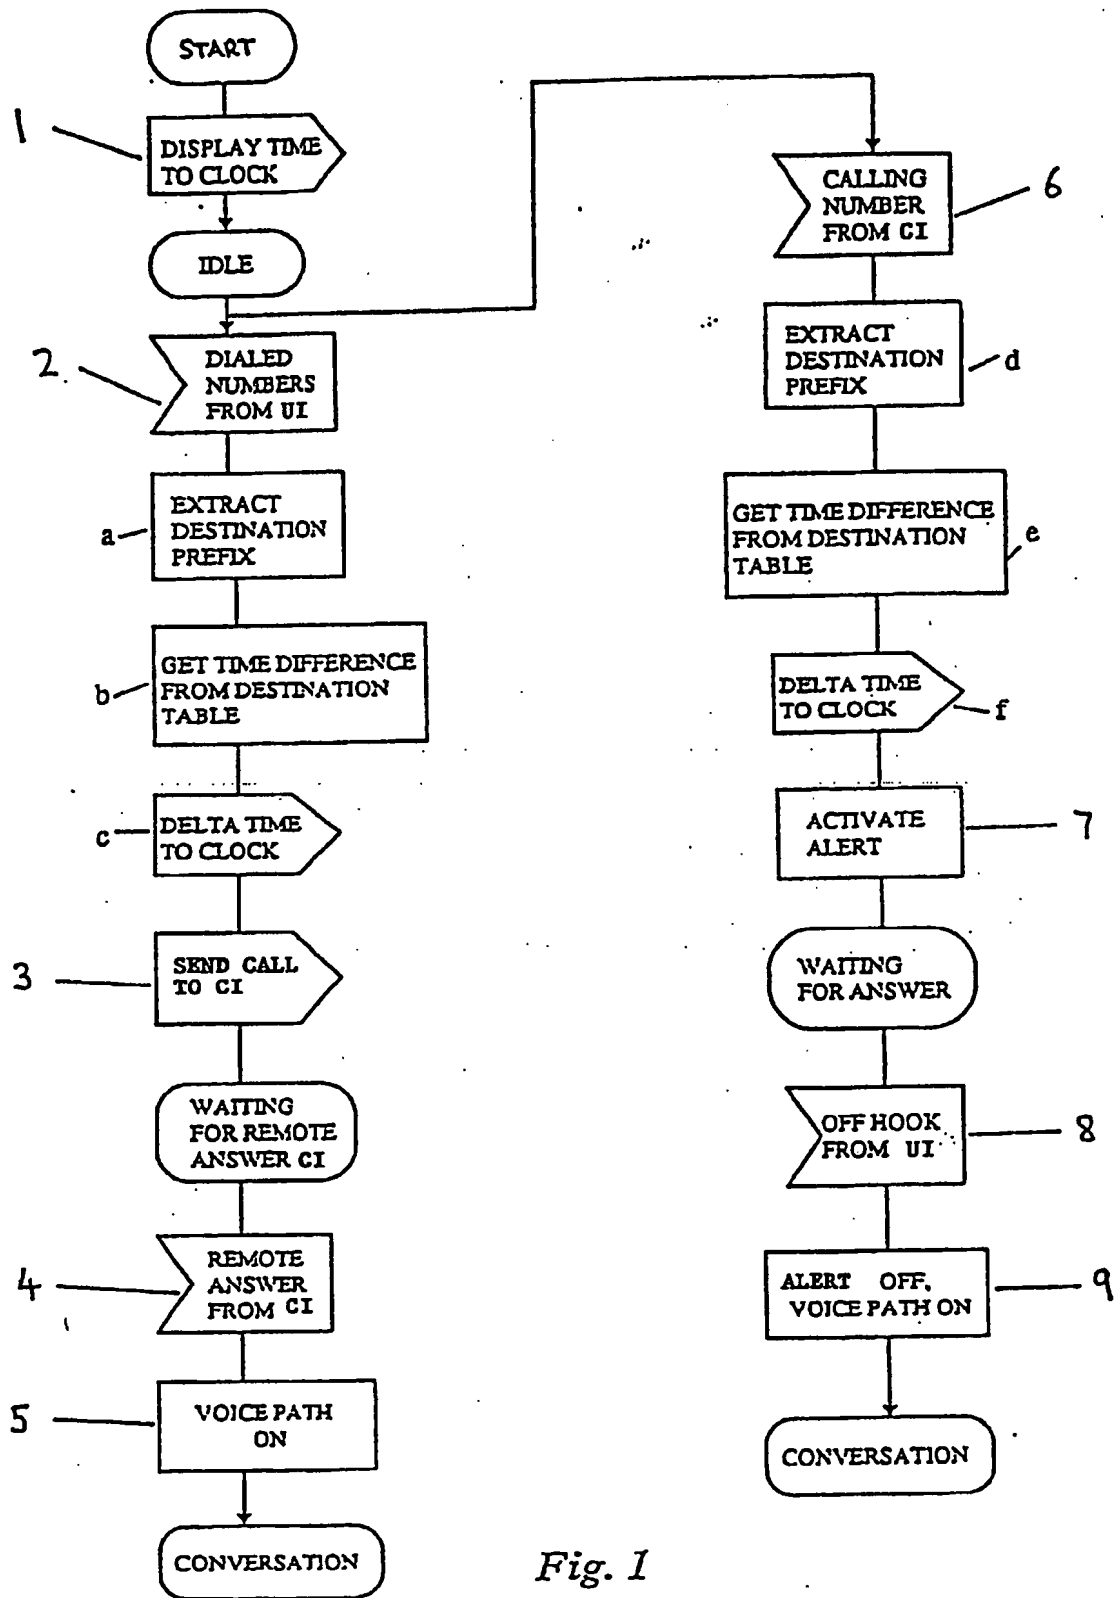 START
1
DISPLAY TIME
TO CLOCK
IDLE
2
DIALED
NUMBERS
FROM UI
a
EXTRACT
DESTINATION
PREFIX
b
GET TIME DIFFERENCE
FROM DESTINATION
TABLE
c
DELTA TIME
TO CLOCK
3
SEND CALL
TO CI
WAITING
FOR REMOTE
ANSWER CI
4
REMOTE
ANSWER
FROM CI
5
VOICE PATH
ON
CONVERSATION
CALLING
NUMBER
FROM CI
6
EXTRACT
DESTINATION
PREFIX
d
GET TIME DIFFERENCE
FROM DESTINATION
TABLE
e
DELTA TIME
TO CLOCK
f
ACTIVATE
ALERT
7
WAITING
FOR ANSWER
OFF HOOK
FROM UI
8
ALERT OFF,
VOICE PATH ON
9
CONVERSATION
Fig. 1